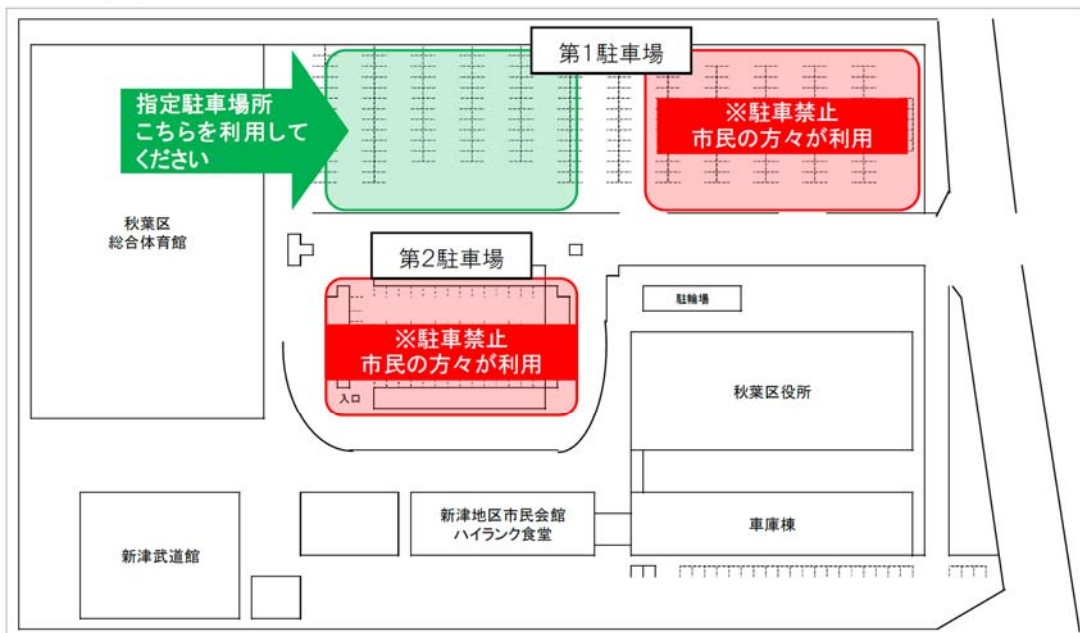 第1駐車場
指定駐車場所
こちらを利用して
ください
※駐車禁止
市民の方々が利用
秋葉区
総合体育館
第2駐車場
※駐車禁止
市民の方々が利用
入口
駐輪場
秋葉区役所
新津地区市民会館
ハイランク食堂
車庫棟
新津武道館